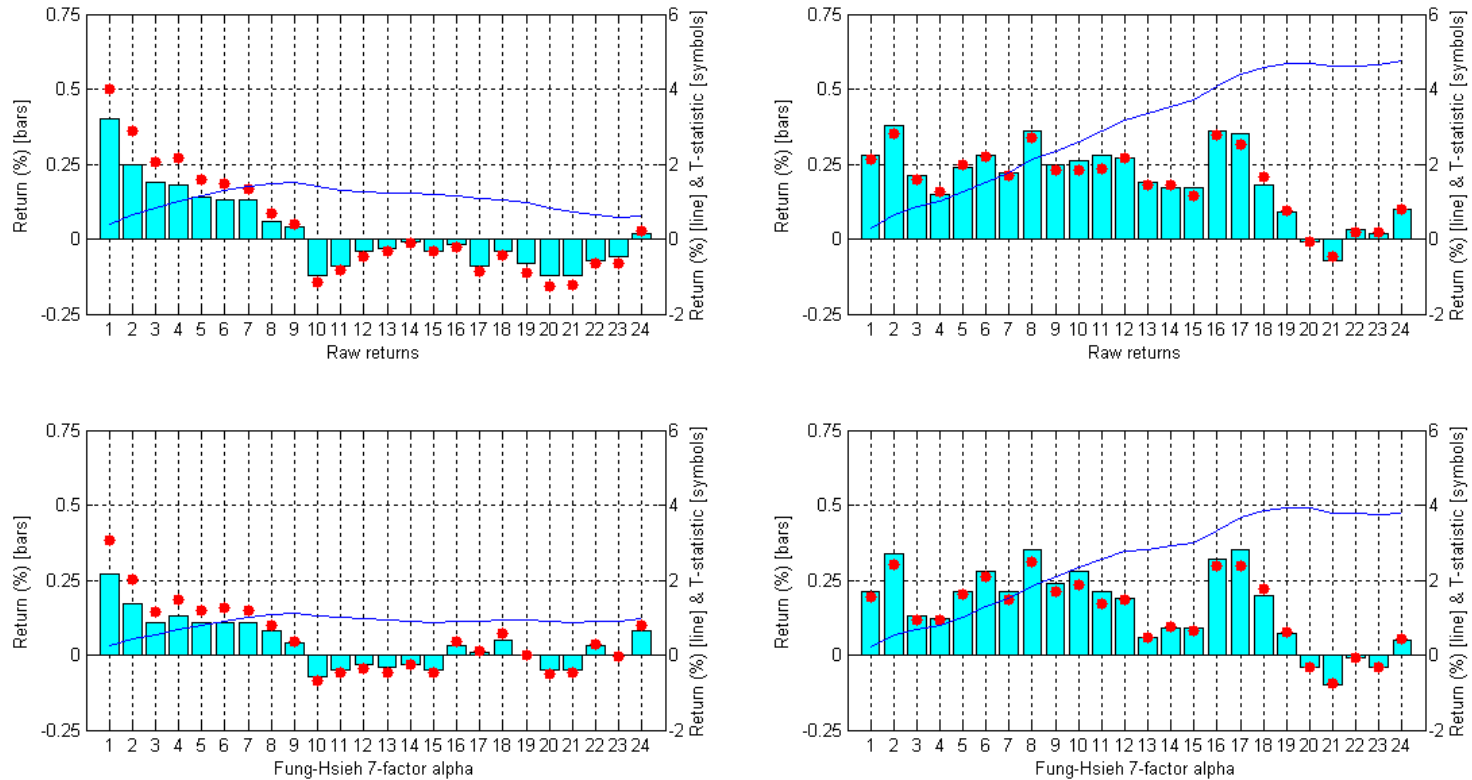 0.75 6 0.75 6
0.5 4 0.5 4
0.25 2 0.25 2
0 0 0 0
-0.25 -2 -0.25 -2
Return (%) [bars]
Return (%) [line] & T-statistic [symbols]
Return (%) [bars]
Return (%) [line] & T-statistic [symbols]
1 2 3 4 5 6 7 8 9 10 11 12 13 14 15 16 17 18 19 20 21 22 23 24
1 2 3 4 5 6 7 8 9 10 11 12 13 14 15 16 17 18 19 20 21 22 23 24
Raw returns
Raw returns
0.75 6 0.75 6
0.5 4 0.5 4
0.25 2 0.25 2
0 0 0 0
-0.25 -2 -0.25 -2
Return (%) [bars]
Return (%) [line] & T-statistic [symbols]
Return (%) [bars]
Return (%) [line] & T-statistic [symbols]
1 2 3 4 5 6 7 8 9 10 11 12 13 14 15 16 17 18 19 20 21 22 23 24
1 2 3 4 5 6 7 8 9 10 11 12 13 14 15 16 17 18 19 20 21 22 23 24
Fung-Hsieh 7-factor alpha
Fung-Hsieh 7-factor alpha